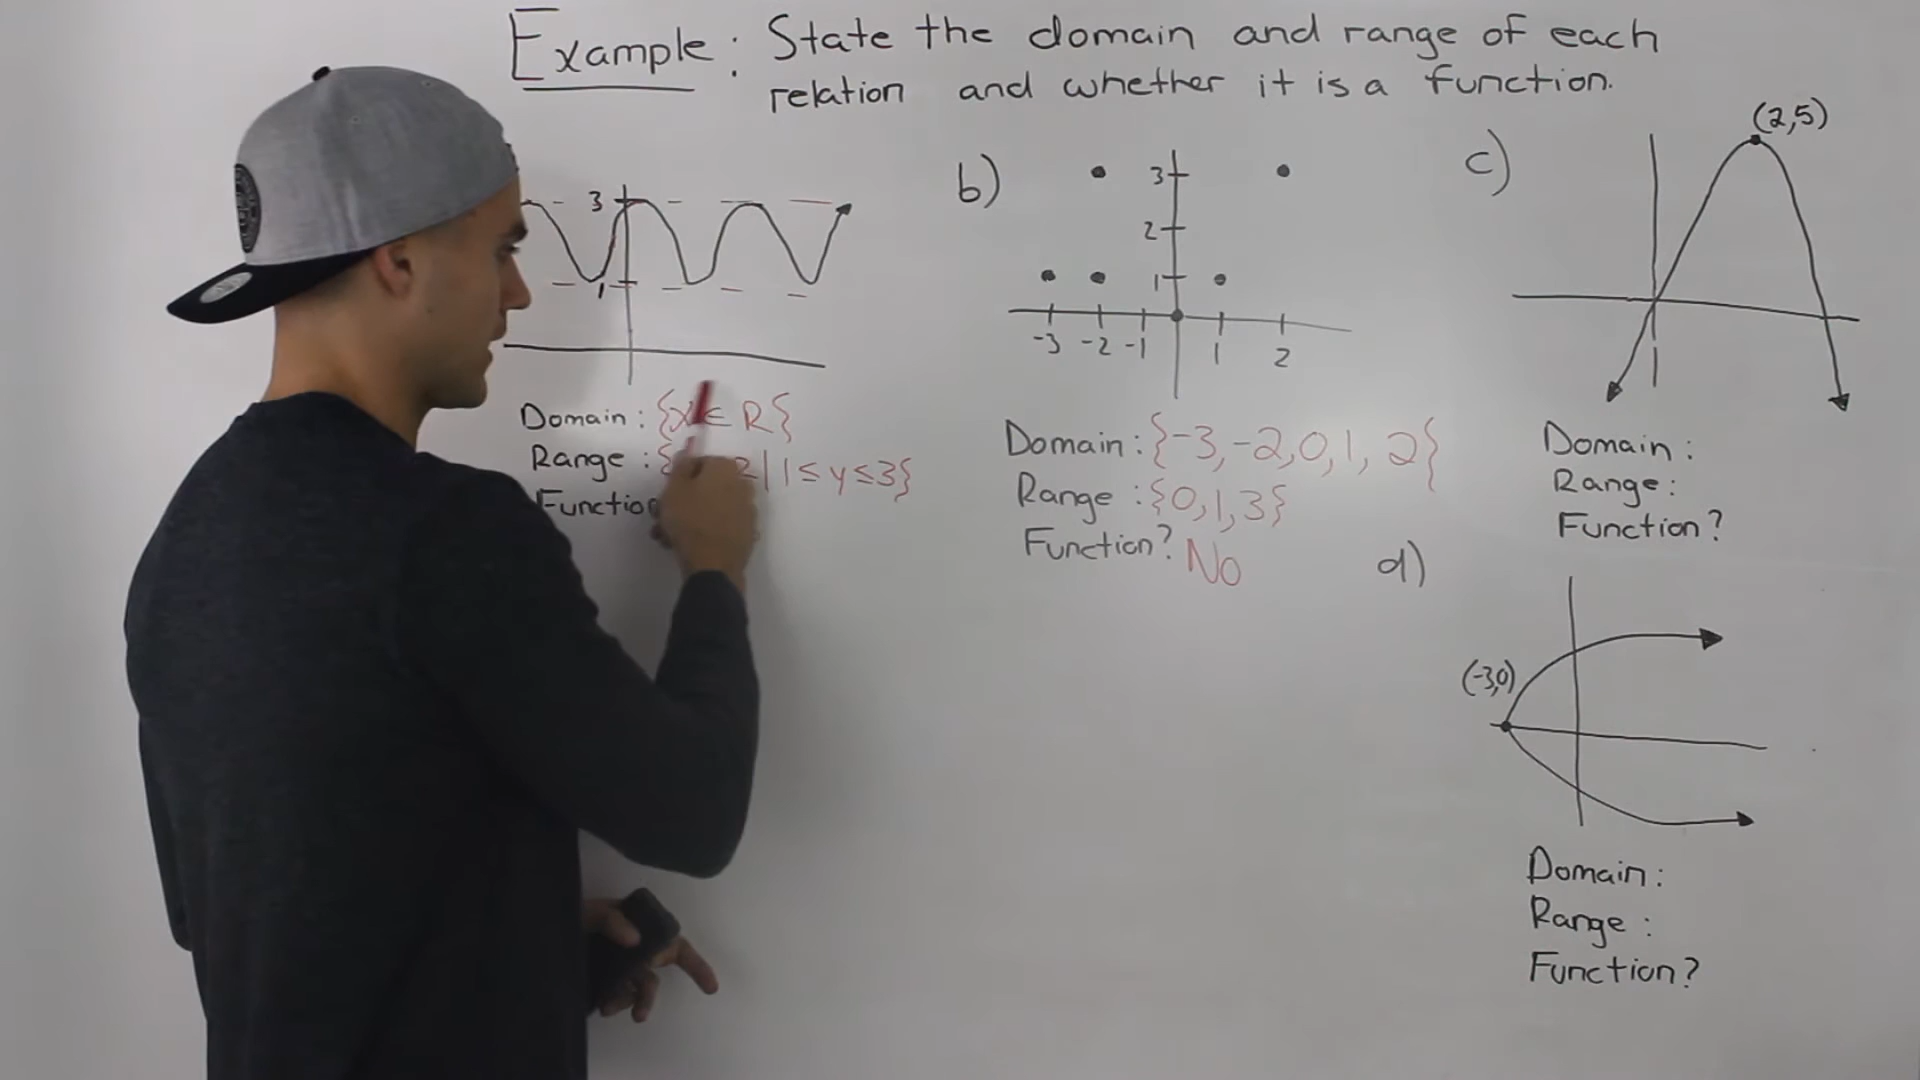 Example: State the domain and range of each
relation and whether it is a function.
3
1
Domain: {x∈R}
Range: { 2| 1≤y≤3}
Function
b)
3
2
1
-3 -2 -1 1 2
Domain: {-3, -2, 0, 1, 2}
Range: {0, 1, 3}
Function? No
c)
(2,5)
Domain:
Range:
Function?
d)
(-3,0)
Domain:
Range:
Function?